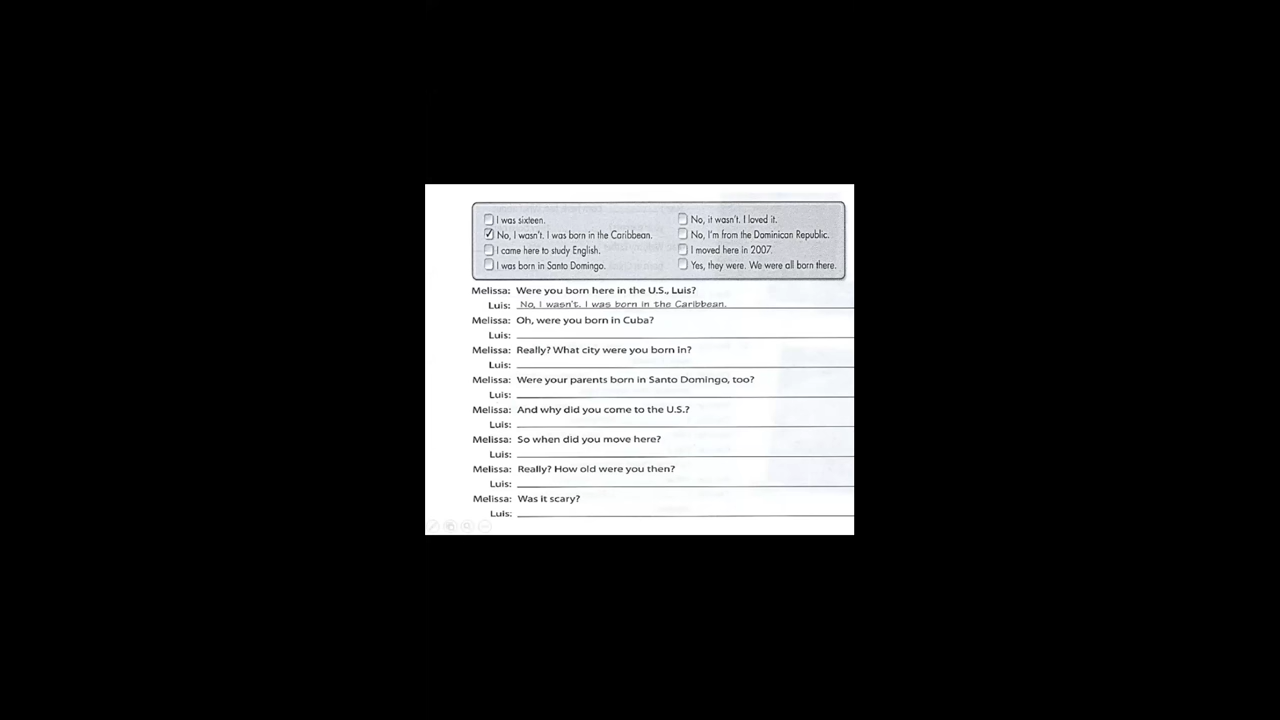 I was sixteen.
No, I wasn't. I was born in the Caribbean.
I came here to study English.
I was born in Santo Domingo.
No, it wasn't. I loved it.
No, I'm from the Dominican Republic.
I moved here in 2007.
Yes, they were. We were all born there.
Melissa: Were you born here in the U.S., Luis?
Luis: No, I wasn't. I was born in the Caribbean.
Melissa: Oh, were you born in Cuba?
Luis:
Melissa: Really? What city were you born in?
Luis:
Melissa: Were your parents born in Santo Domingo, too?
Luis:
Melissa: And why did you come to the U.S.?
Luis:
Melissa: So when did you move here?
Luis:
Melissa: Really? How old were you then?
Luis:
Melissa: Was it scary?
Luis: